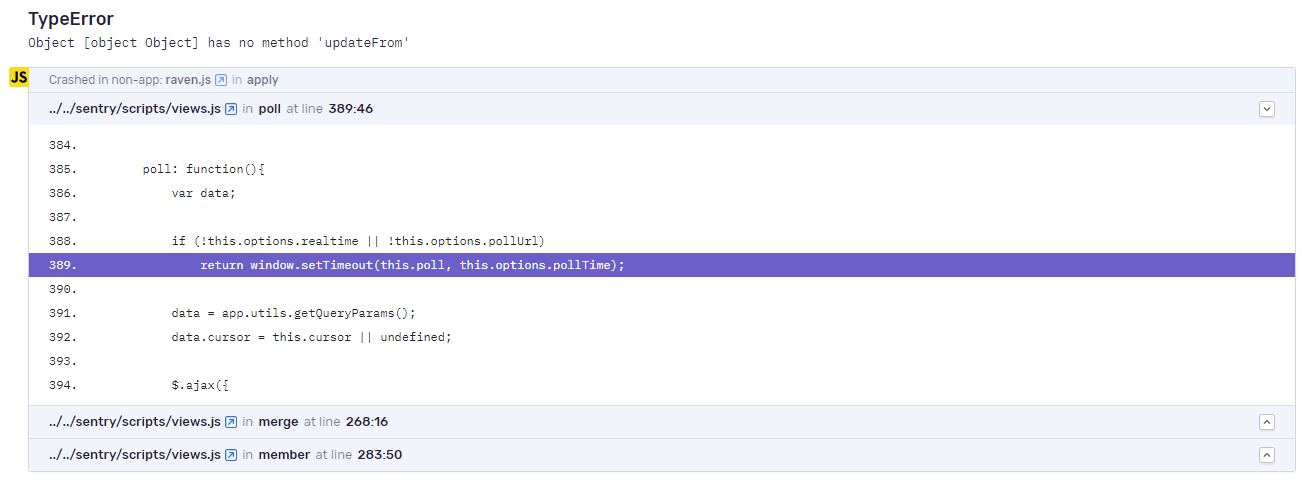 TypeError
Object [object Object] has no method 'updateFrom'
JS Crashed in non-app: raven.js in apply
../../sentry/scripts/views.js in poll at line 389:46
384.
385. poll: function(){
386. var data;
387.
388. if (!this.options.realtime || !this.options.pollUrl)
389. return window.setTimeout(this.poll, this.options.pollTime);
390.
391. data = app.utils.getQueryParams();
392. data.cursor = this.cursor || undefined;
393.
394. $.ajax({
../../sentry/scripts/views.js in merge at line 268:16
../../sentry/scripts/views.js in member at line 283:50